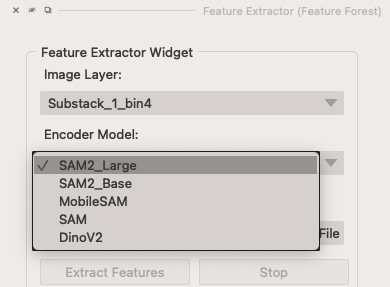 Feature Extractor (Feature Forest)
Feature Extractor Widget
Image Layer:
Substack_1_bin4
Encoder Model:
✓ SAM2_Large
SAM2_Base
MobileSAM
SAM
DinoV2
File
Extract Features
Stop